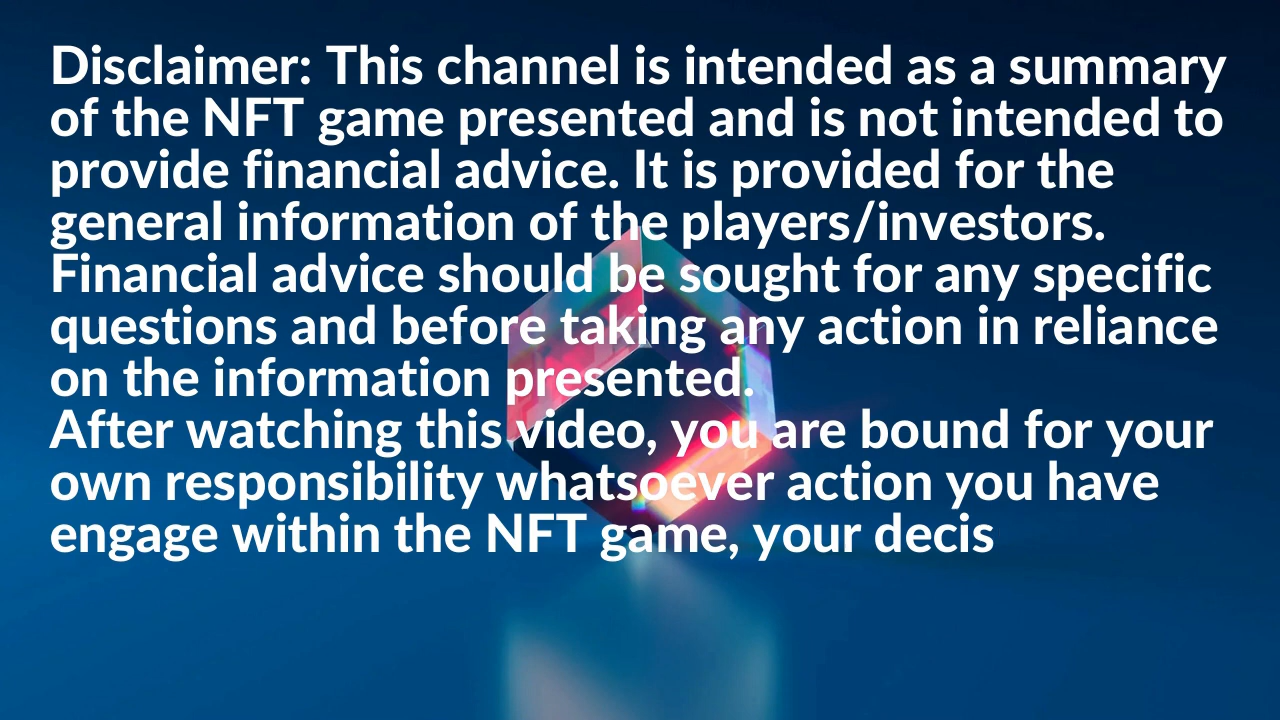 Disclaimer: This channel is intended as a summary
of the NFT game presented and is not intended to
provide financial advice. It is provided for the
general information of the players/investors.
Financial advice should be sought for any specific
questions and before taking any action in reliance
on the information presented.
After watching this video, you are bound for your
own responsibility whatsoever action you have
engage within the NFT game, your decis